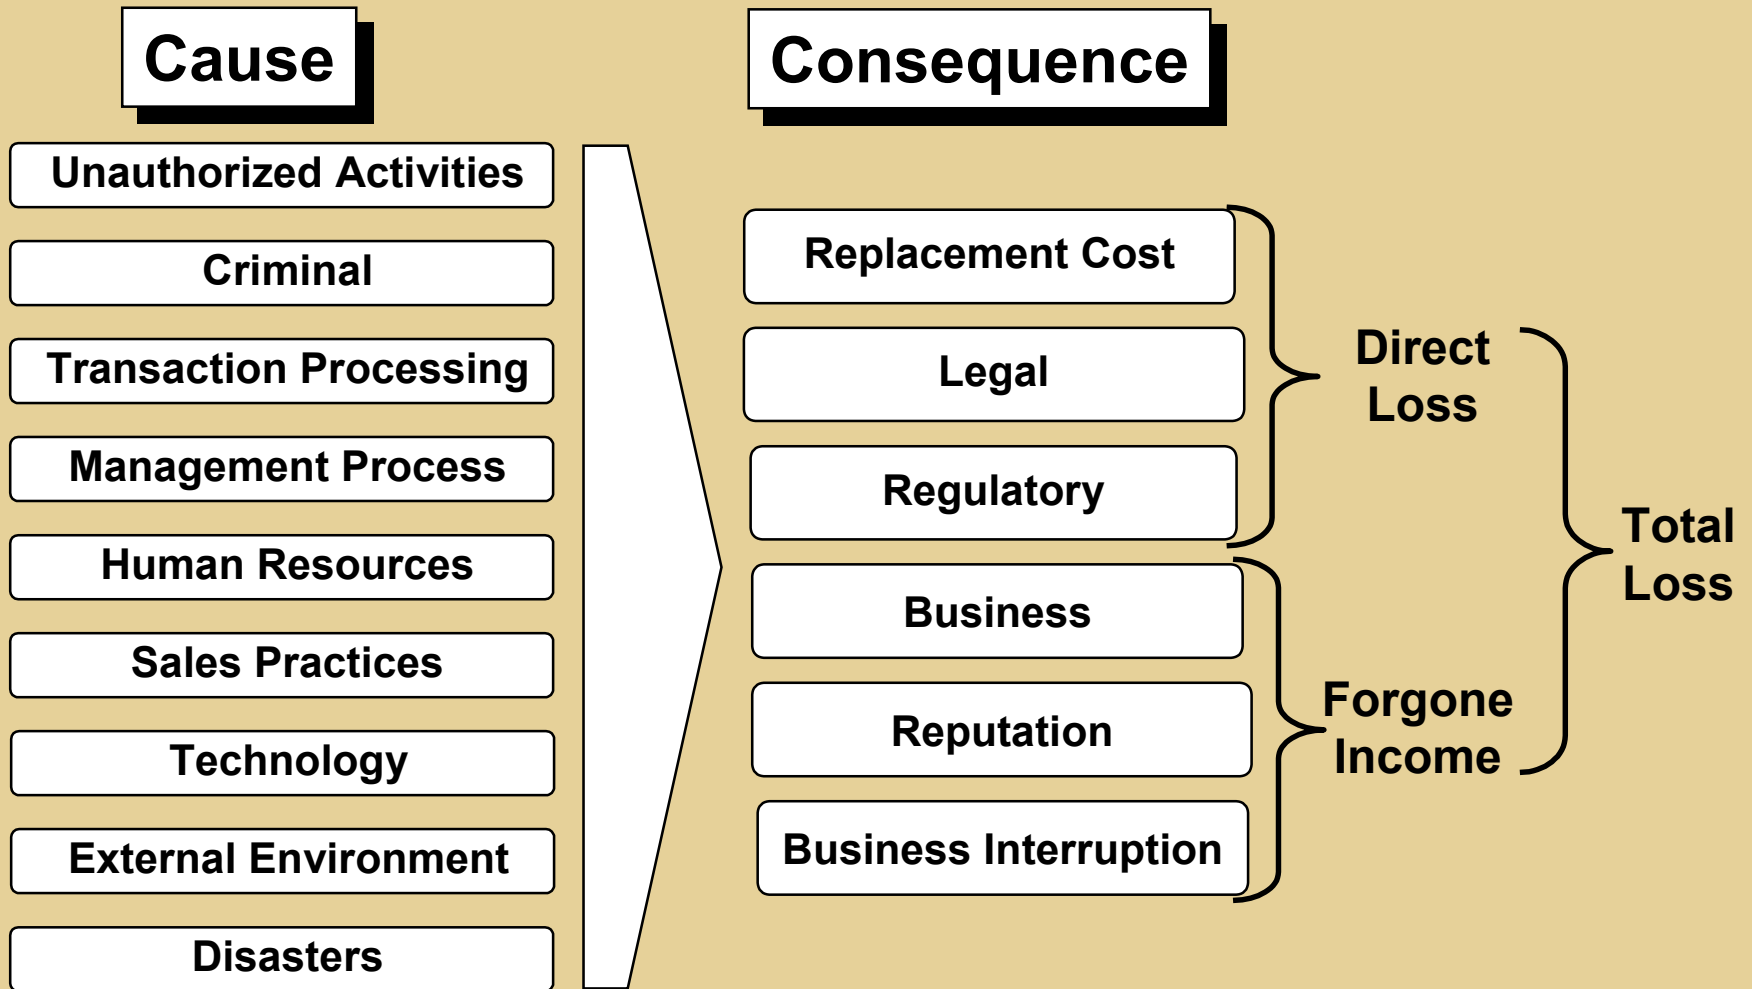 Cause
Consequence
Unauthorized Activities
Criminal
Transaction Processing
Management Process
Human Resources
Sales Practices
Technology
External Environment
Disasters
Replacement Cost
Legal
Regulatory
Business
Reputation
Business Interruption
Direct
Loss
Forgone
Income
Total
Loss